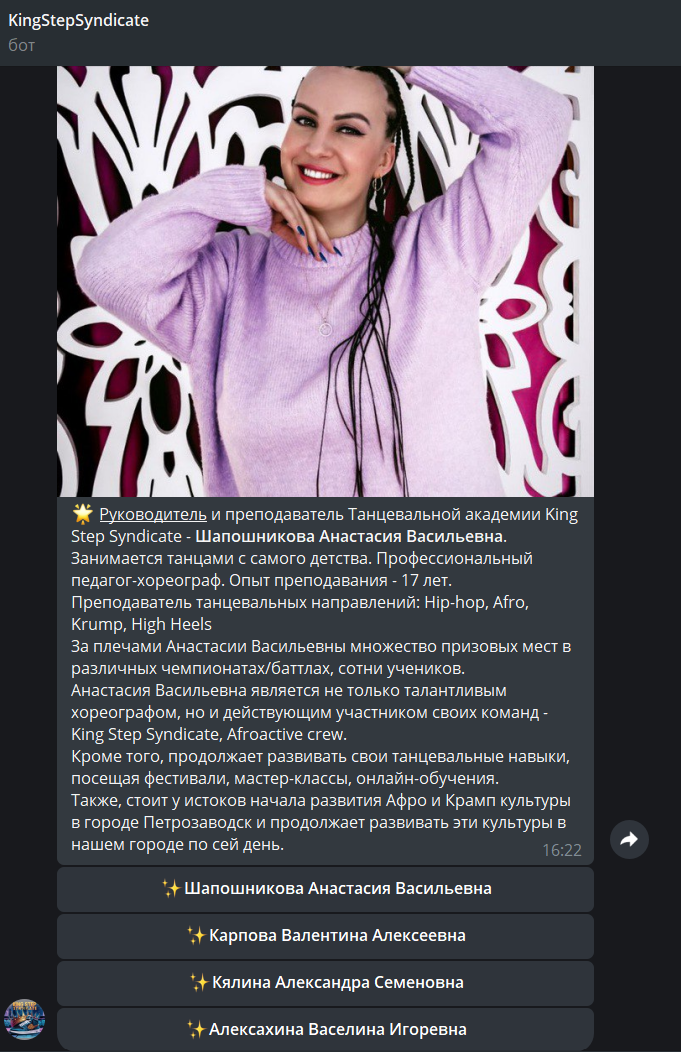 KingStepSyndicate
бот
🌟 Руководитель и преподаватель Танцевальной академии King
Step Syndicate - Шапошникова Анастасия Васильевна.
Занимается танцами с самого детства. Профессиональный
педагог-хореограф. Опыт преподавания - 17 лет.
Преподаватель танцевальных направлений: Hip-hop, Afro,
Krump, High Heels
За плечами Анастасии Васильевны множество призовых мест в
различных чемпионатах/баттлах, сотни учеников.
Анастасия Васильевна является не только талантливым
хореографом, но и действующим участником своих команд -
King Step Syndicate, Afroactive crew.
Кроме того, продолжает развивать свои танцевальные навыки,
посещая фестивали, мастер-классы, онлайн-обучения.
Также, стоит у истоков начала развития Афро и Крамп культуры
в городе Петрозаводск и продолжает развивать эти культуры в
нашем городе по сей день.
16:22
✨Шапошникова Анастасия Васильевна
✨Карпова Валентина Алексеевна
✨Кялина Александра Семеновна
✨Алексахина Васелина Игоревна